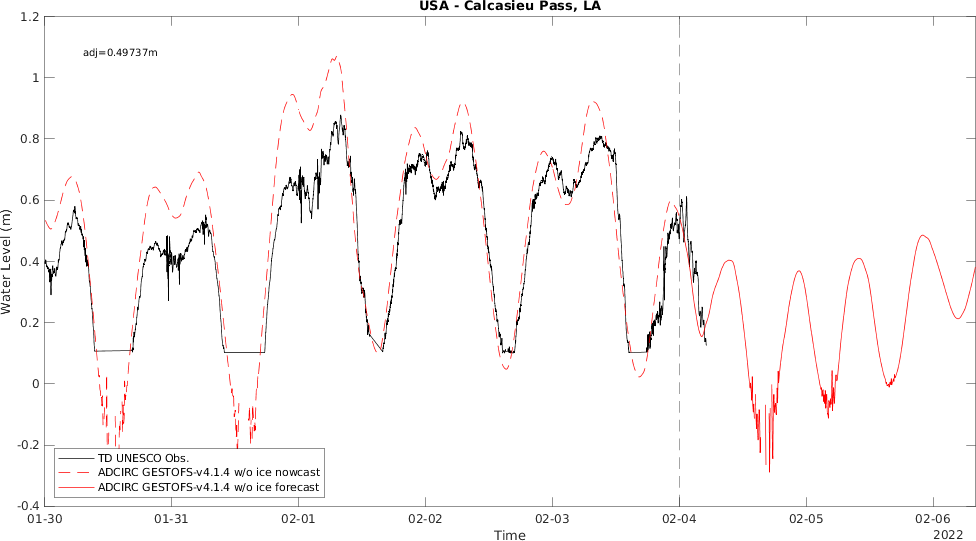 USA - Calcasieu Pass, LA
adj=0.49737m
Water Level (m)
1.2
1
0.8
0.6
0.4
0.2
0
-0.2
-0.4
TD UNESCO Obs.
ADCIRC GESTOFS-v4.1.4 w/o ice nowcast
ADCIRC GESTOFS-v4.1.4 w/o ice forecast
01-30 01-31 02-01 02-02 02-03 02-04 02-05 02-06
Time
2022